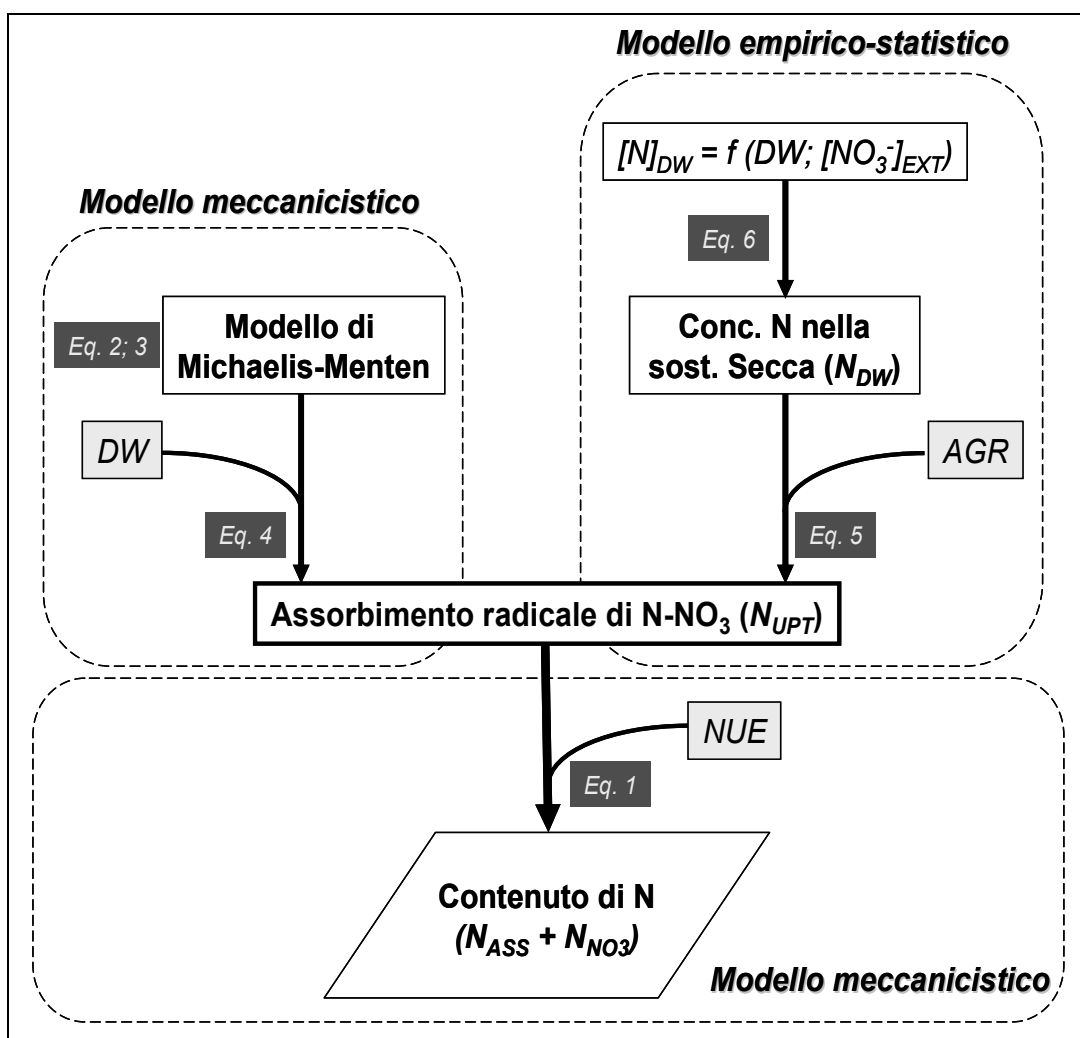 Modello empirico-statistico
[N]DW = f (DW; [NO3-]EXT)
Modello meccanicistico
Eq. 6
Eq. 2; 3
Modello di
Michaelis-Menten
Conc. N nella
sost. Secca (NDW)
DW
AGR
Eq. 4
Eq. 5
Assorbimento radicale di N-NO3 (NUPT)
NUE
Eq. 1
Contenuto di N
(NASS + NNO3)
Modello meccanicistico